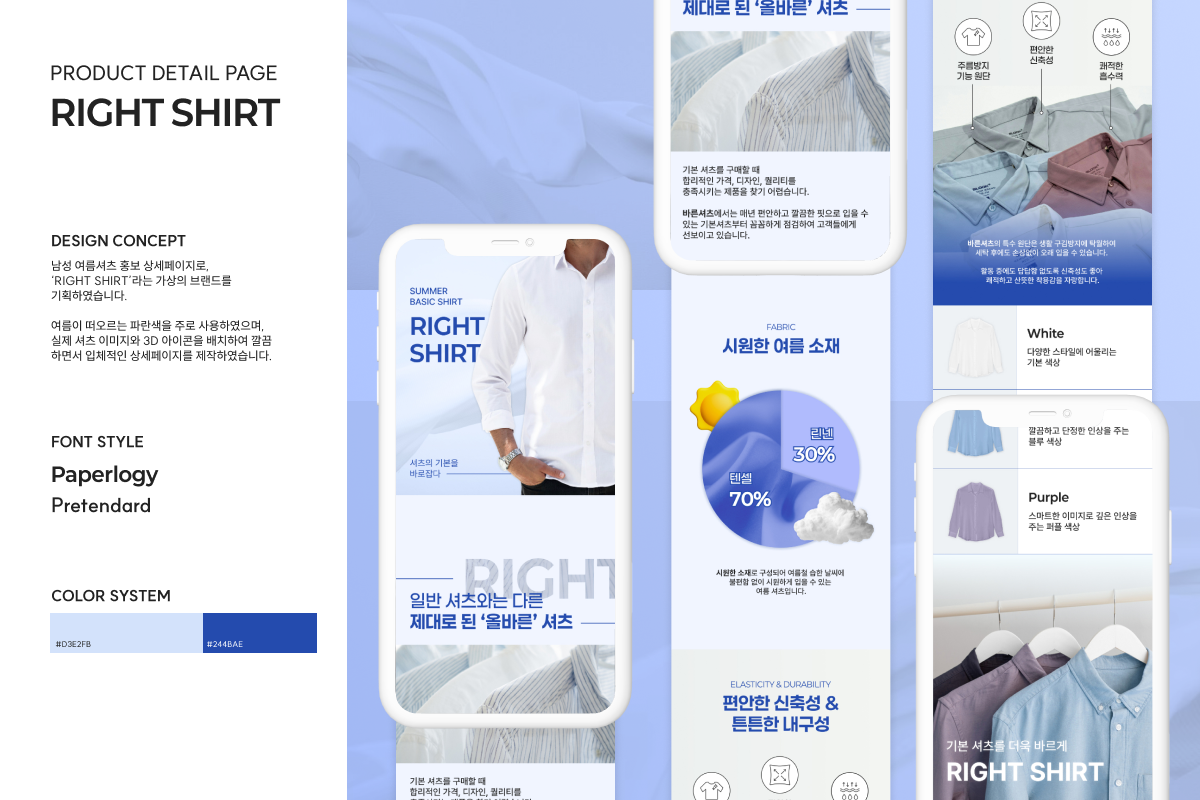 PRODUCT DETAIL PAGE
RIGHT SHIRT
DESIGN CONCEPT
남성 여름셔츠 홍보 상세페이지로,
‘RIGHT SHIRT’라는 가상의 브랜드를
기획하였습니다.
여름이 떠오르는 파란색을 주로 사용하였으며,
실제 셔츠 이미지와 3D 아이콘을 배치하여 깔끔
하면서 입체적인 상세페이지를 제작하였습니다.
FONT STYLE
Paperlogy
Pretendard
COLOR SYSTEM
#D3E2FB
#244BAE
SUMMER
BASIC SHIRT
RIGHT
SHIRT
셔츠의 기본을
바로잡다
RIGHT
일반 셔츠와는 다른
제대로 된 ‘올바른’ 셔츠
기본 셔츠를 구매할 때
합리적인 가격, 디자인, 퀄리티를
제대로 된 ‘올바른’ 셔츠
기본 셔츠를 구매할 때
합리적인 가격, 디자인, 퀄리티를
충족시키는 제품을 찾기 어렵습니다.
바른셔츠에서는 매년 편안하고 깔끔한 핏으로 입을 수
있는 기본셔츠부터 꼼꼼하게 점검하여 고객들에게
선보이고 있습니다.
FABRIC
시원한 여름 소재
린넨
30%
텐셀
70%
시원한 소재로 구성되어 여름철 습한 날씨에
불편함 없이 시원하게 입을 수 있는
여름 셔츠입니다.
ELASTICITY & DURABILITY
편안한 신축성 &
튼튼한 내구성
주름방지
기능 원단
편안한
신축성
쾌적한
흡수력
바른셔츠의 특수 원단은 생활 구김방지에 탁월하여
세탁 후에도 손상없이 오래 입을 수 있습니다.
활동 중에도 답답함 없도록 신축성도 좋아
쾌적하고 산뜻한 착용감을 자랑합니다.
White
다양한 스타일에 어울리는
기본 색상
깔끔하고 단정한 인상을 주는
블루 색상
Purple
스마트한 이미지로 깊은 인상을
주는 퍼플 색상
기본 셔츠를 더욱 바르게
RIGHT SHIRT